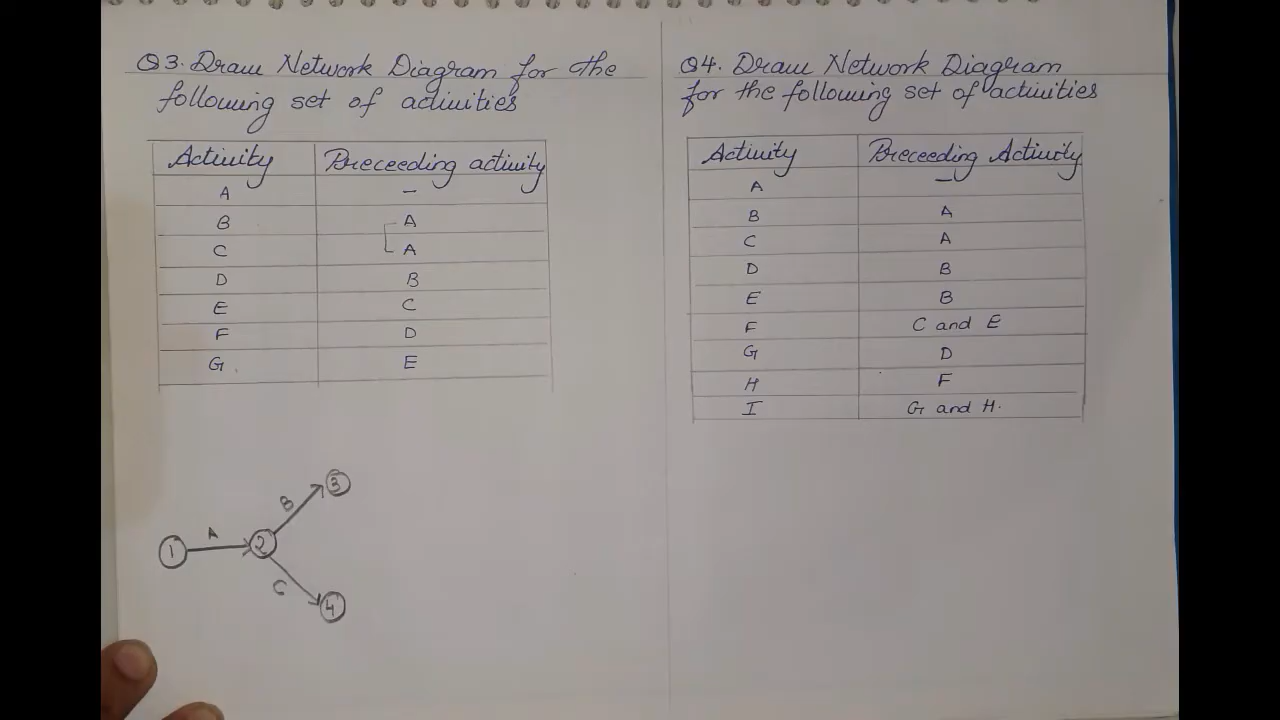 Q3. Draw Network Diagram for the
following set of activities
Activity Preceeding activity
A –
B A
C A
D B
E C
F D
G E
1 A 2 B 3
C 4
Q4. Draw Network Diagram
for the following set of activities
Activity Preceeding Activity
A –
B A
C A
D B
E B
F C and E
G D
H F
I G and H.